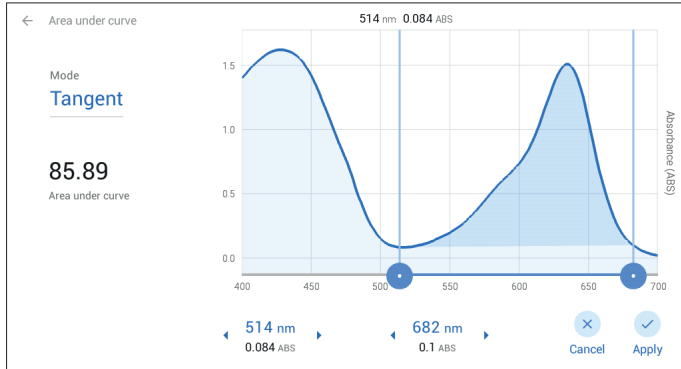 ← Area under curve
514 nm 0.084 ABS
Mode
Tangent
85.89
Area under curve
1.5
1.0
0.5
0.0
Absorbance (ABS)
400 450 500 550 600 650 700
514 nm
0.084 ABS
682 nm
0.1 ABS
Cancel
Apply